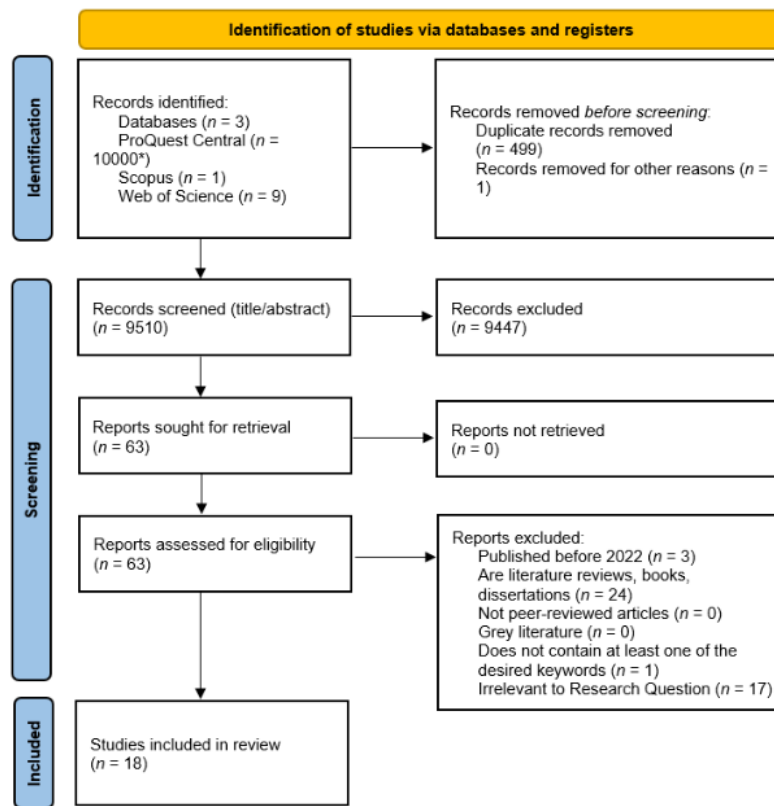 Identification of studies via databases and registers
Identification
Records identified:
Databases (n = 3)
ProQuest Central (n =
10000*)
Scopus (n = 1)
Web of Science (n = 9)
Records removed before screening:
Duplicate records removed
(n = 499)
Records removed for other reasons (n =
1)
Screening
Records screened (title/abstract)
(n = 9510)
Records excluded
(n = 9447)
Reports sought for retrieval
(n = 63)
Reports not retrieved
(n = 0)
Reports assessed for eligibility
(n = 63)
Reports excluded:
Published before 2022 (n = 3)
Are literature reviews, books,
dissertations (n = 24)
Not peer-reviewed articles (n = 0)
Grey literature (n = 0)
Does not contain at least one of the
desired keywords (n = 1)
Irrelevant to Research Question (n = 17)
Included
Studies included in review
(n = 18)